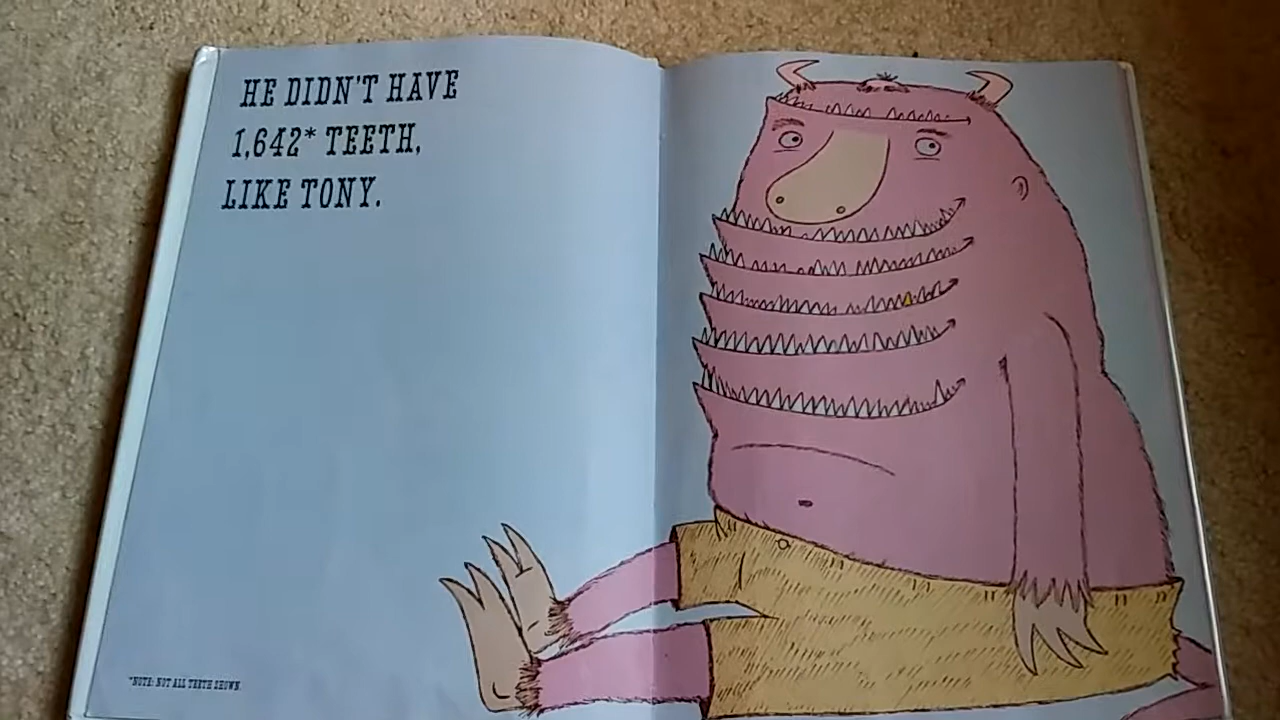 HE DIDN'T HAVE
1,642* TEETH,
LIKE TONY.
*NOTE: NOT ALL TEETH SHOWN.